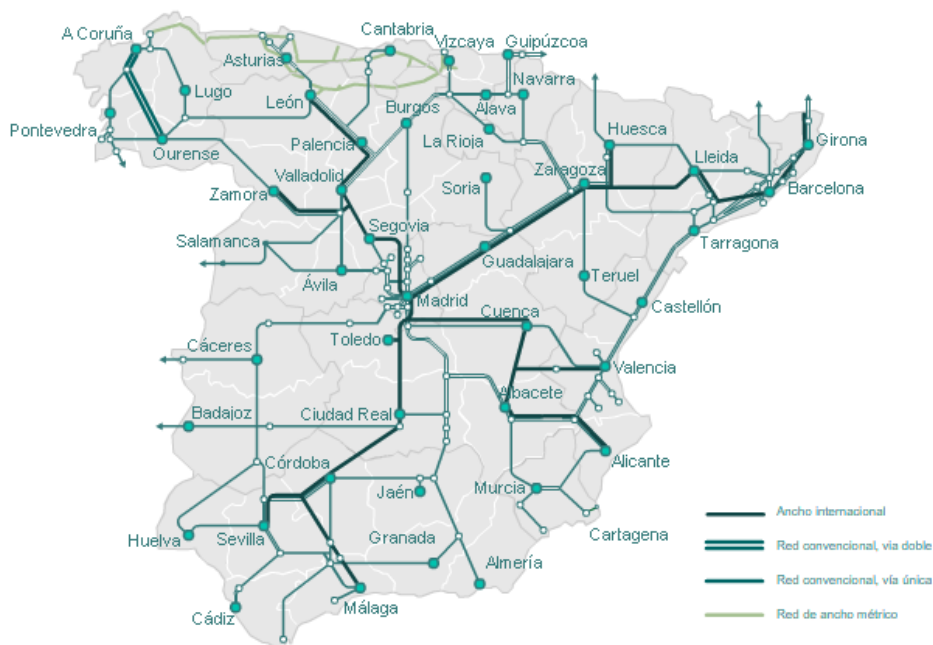 Cantabria
A Coruña
Vizcaya
Guipúzcoa
Asturias
Navarra
Lugo
León
Burgos
Álava
Pontevedra
Palencia
La Rioja
Huesca
Girona
Ourense
Lleida
Valladolid
Zaragoza
Zamora
Soria
Barcelona
Segovia
Salamanca
Tarragona
Guadalajara
Ávila
Teruel
Madrid
Castellón
Cuenca
Toledo
Cáceres
Valencia
Abacete
Badajoz
Ciudad Real
Alicante
Córdoba
Jaén
Murcia
Huelva
Sevilla
Granada
Cartagena
Almería
Cádiz
Málaga
Ancho internacional
Red convencional, via doble
Red convencional, vía única
Red de ancho métrico